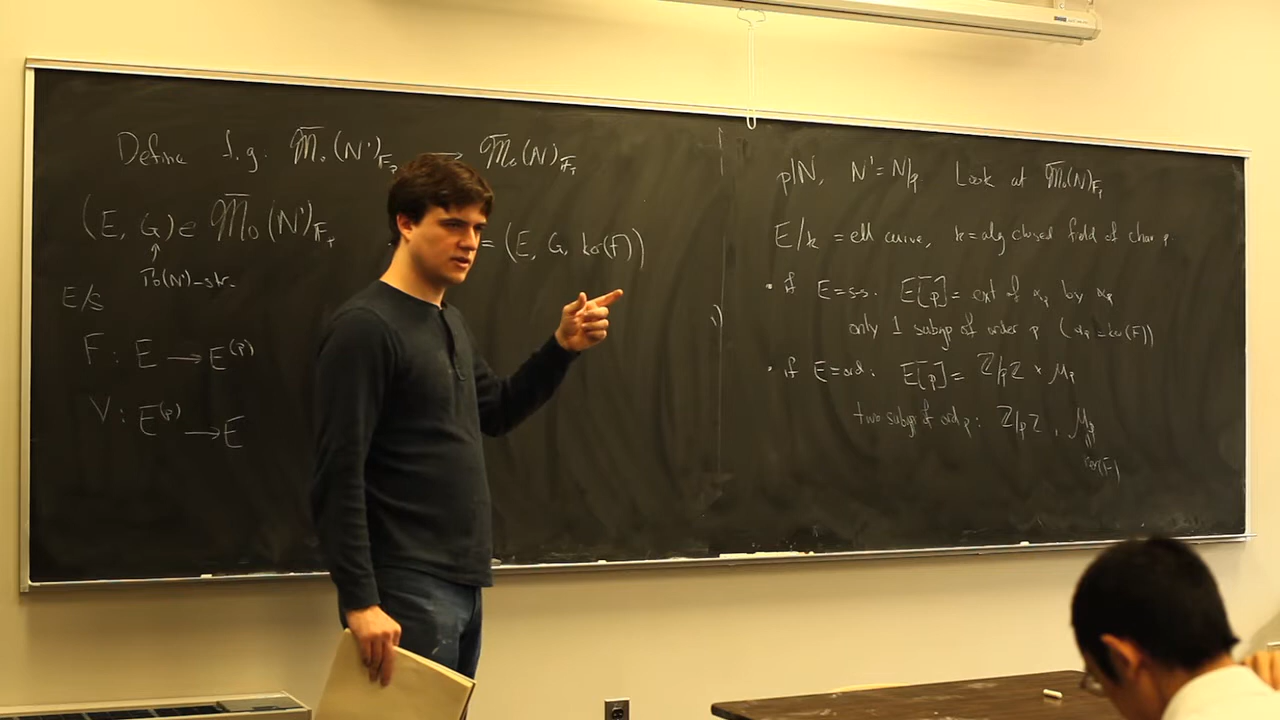 Define f,g: M̄₀(N')_{F_p} → M̄₀(N)_{F_p}
(E, G) ∈ M̄₀(N')_{F_p} = (E, G, ker(F))
↑
Γ₀(N')-str.
E/S
F: E → E^{(p)}
V: E^{(p)} → E
p|N, N' = N/p Look at M̄₀(N)_{F_p}
E/k = ell curve, k = alg closed field of char p.
• if E = s.s. E[p] = ext of α_p by α_p
only 1 subgp of order p (α_p = ker(F))
• if E = ord: E[p] = Z/pZ × μ_p
two subgp of ord p: Z/pZ, μ_p
ker(F)